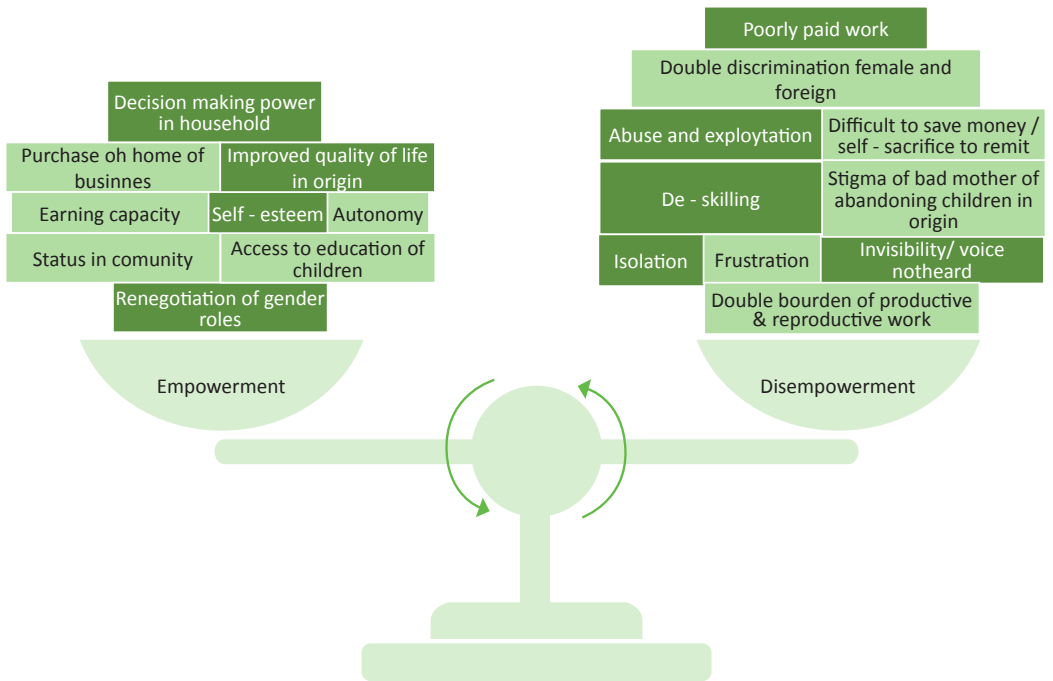 Decision making power
in household
Purchase oh home of
businnes
Improved quality of life
in origin
Earning capacity
Self - esteem
Autonomy
Status in comunity
Access to education of
children
Renegotiation of gender
roles
Empowerment
Poorly paid work
Double discrimination female and
foreign
Abuse and exploytation
Difficult to save money /
self - sacrifice to remit
De - skilling
Stigma of bad mother of
abandoning children in
origin
Isolation
Frustration
Invisibility/ voice
notheard
Double bourden of productive
& reproductive work
Disempowerment